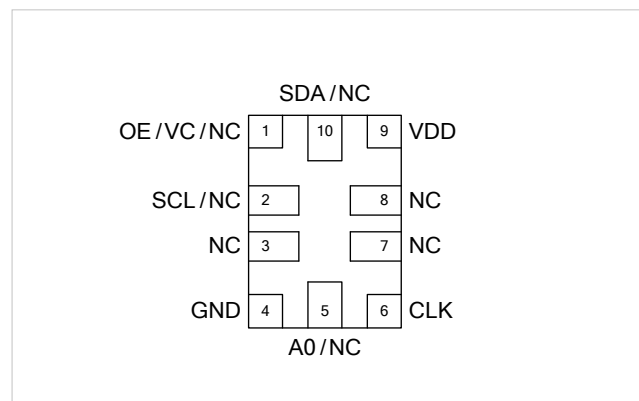 SDA/NC
OE/VC/NC 1 10 9 VDD
SCL/NC 2 8 NC
NC 3 7 NC
GND 4 5 6 CLK
A0/NC